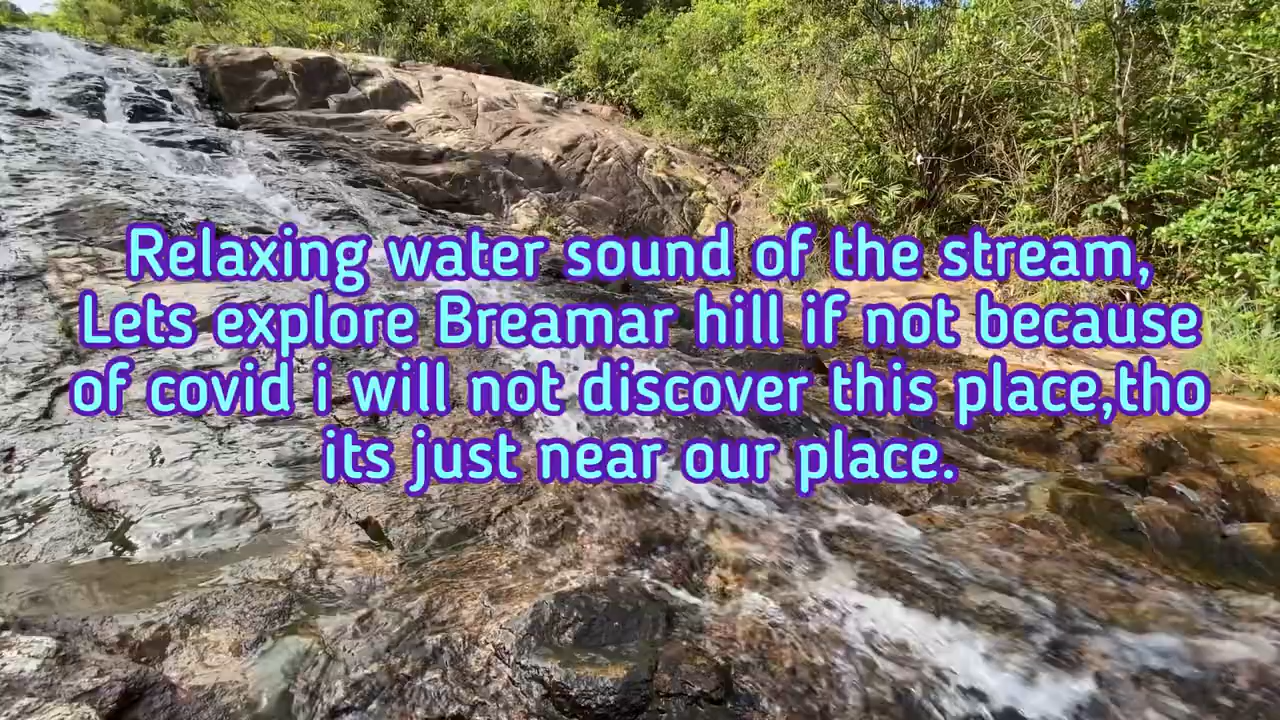 Relaxing water sound of the stream,
Lets explore Breamar hill if not because
of covid i will not discover this place,tho
its just near our place.